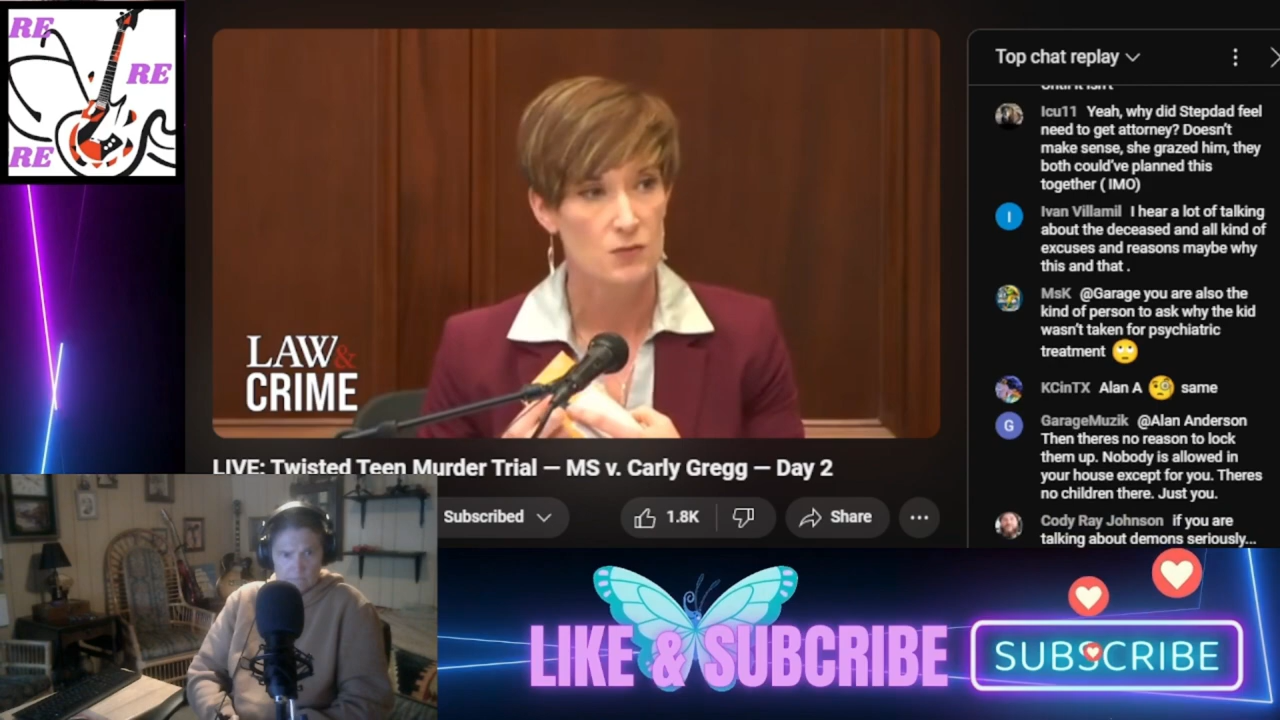 RE
RE
RE
LAW&
CRIME
LIVE: Twisted Teen Murder Trial — MS v. Carly Gregg — Day 2
Subscribed
1.8K
Share
Top chat replay
Until it isn't
Icu11 Yeah, why did Stepdad feel
need to get attorney? Doesn't
make sense, she grazed him, they
both could've planned this
together ( IMO)
Ivan Villamil I hear a lot of talking
about the deceased and all kind of
excuses and reasons maybe why
this and that .
MsK @Garage you are also the
kind of person to ask why the kid
wasn't taken for psychiatric
treatment 🙄
KCinTX Alan A 🧐 same
G
I
GarageMuzik @Alan Anderson
Then theres no reason to lock
them up. Nobody is allowed in
your house except for you. Theres
no children there. Just you.
Cody Ray Johnson if you are
talking about demons seriously...
LIKE & SUBCRIBE
SUBSCRIBE